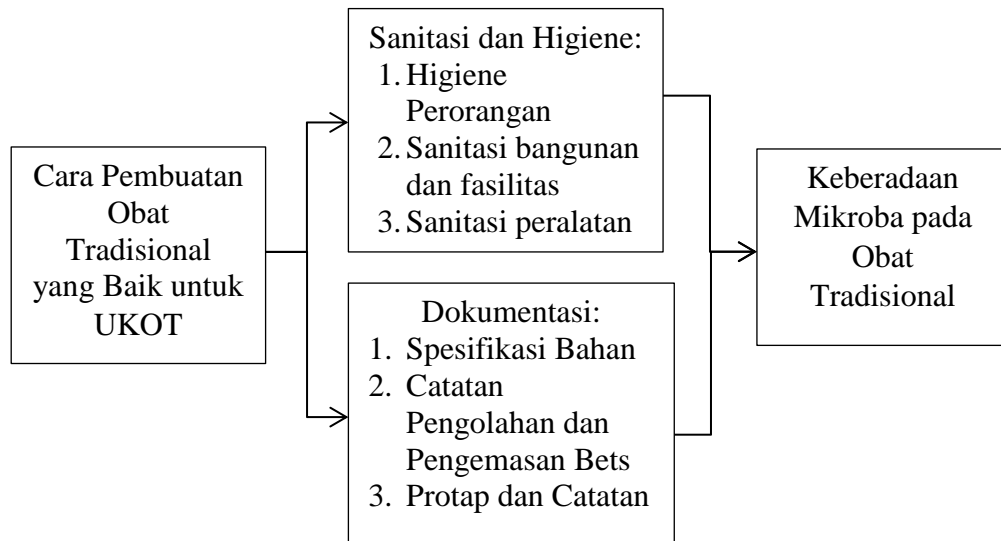 Cara Pembuatan
Obat
Tradisional
yang Baik untuk
UKOT
Sanitasi dan Higiene:
1. Higiene
Perorangan
2. Sanitasi bangunan
dan fasilitas
3. Sanitasi peralatan
Dokumentasi:
1. Spesifikasi Bahan
2. Catatan
Pengolahan dan
Pengemasan Bets
3. Protap dan Catatan
Keberadaan
Mikroba pada
Obat
Tradisional